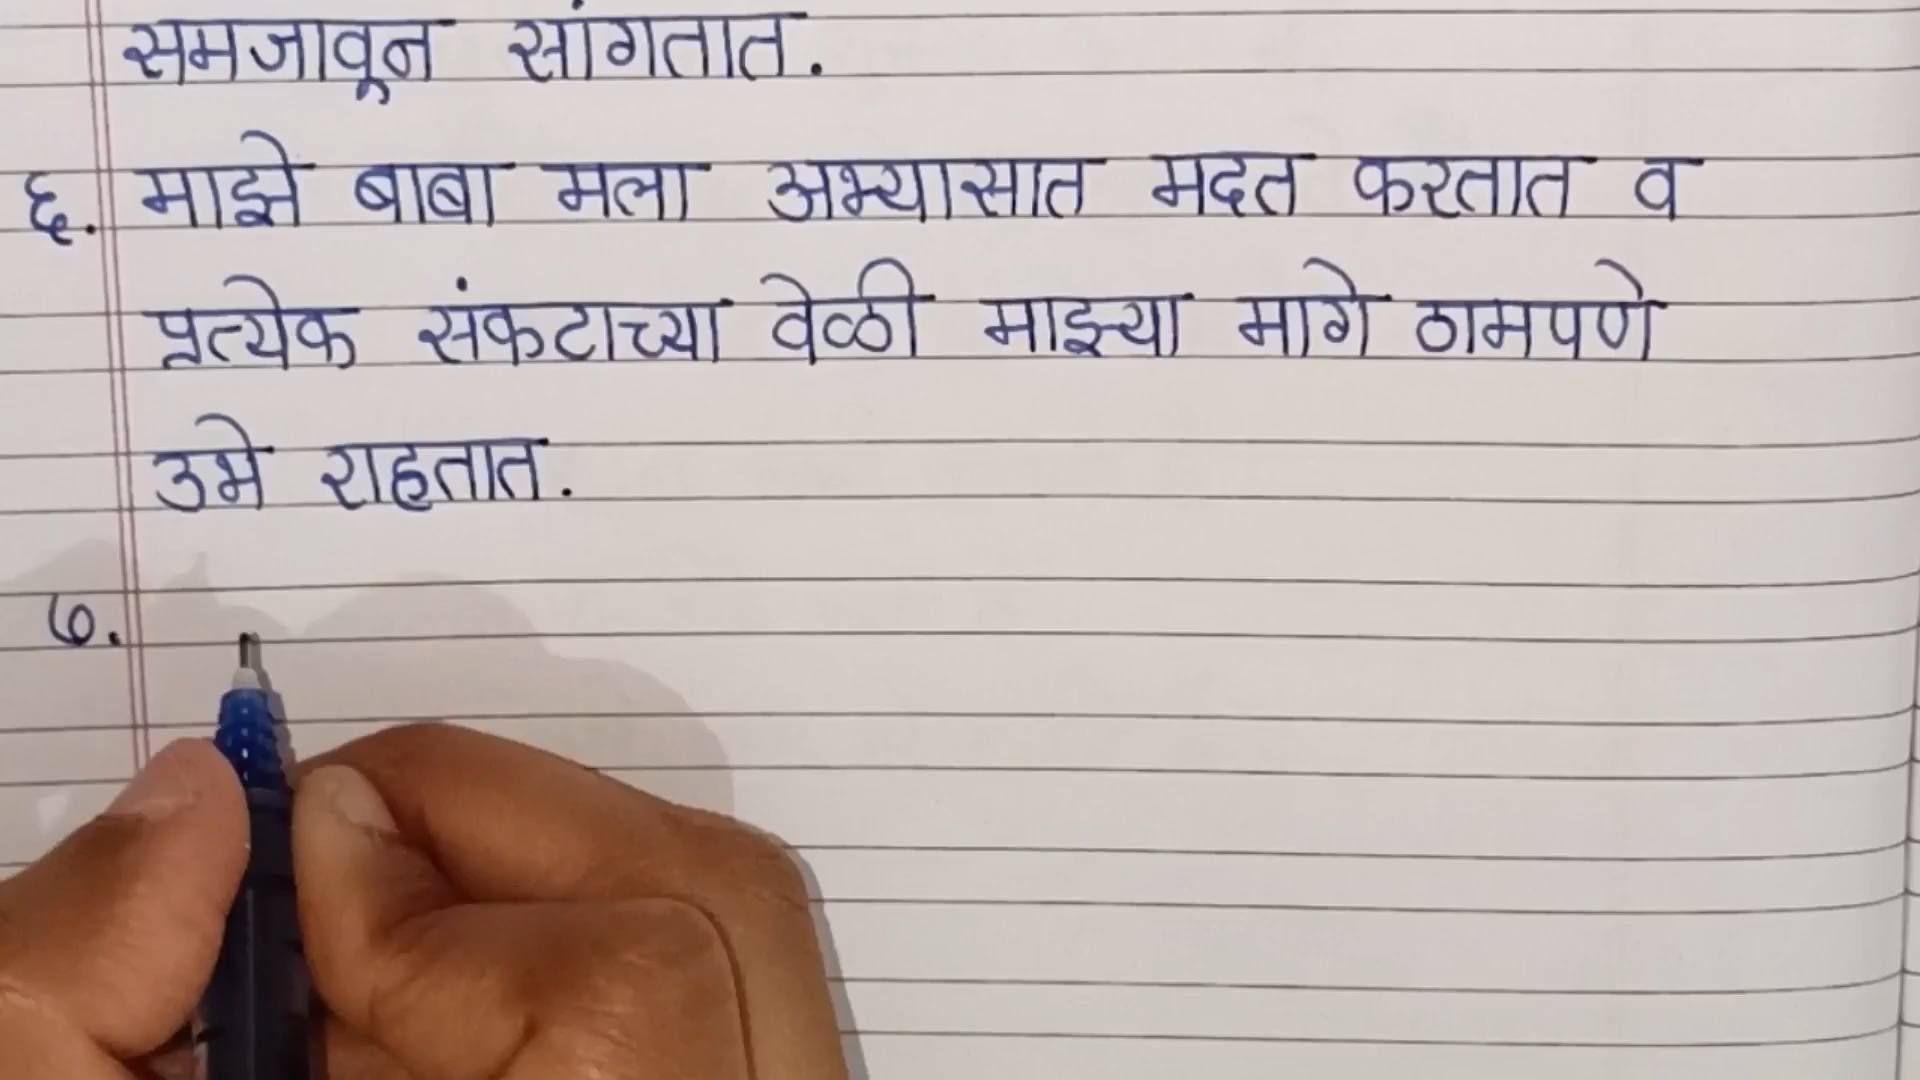 समजावून सांगतात.
६. माझे बाबा मला अभ्यासात मदत करतात व
प्रत्येक संकटाच्या वेळी माझ्या मागे ठामपणे
उभे राहतात.
७.